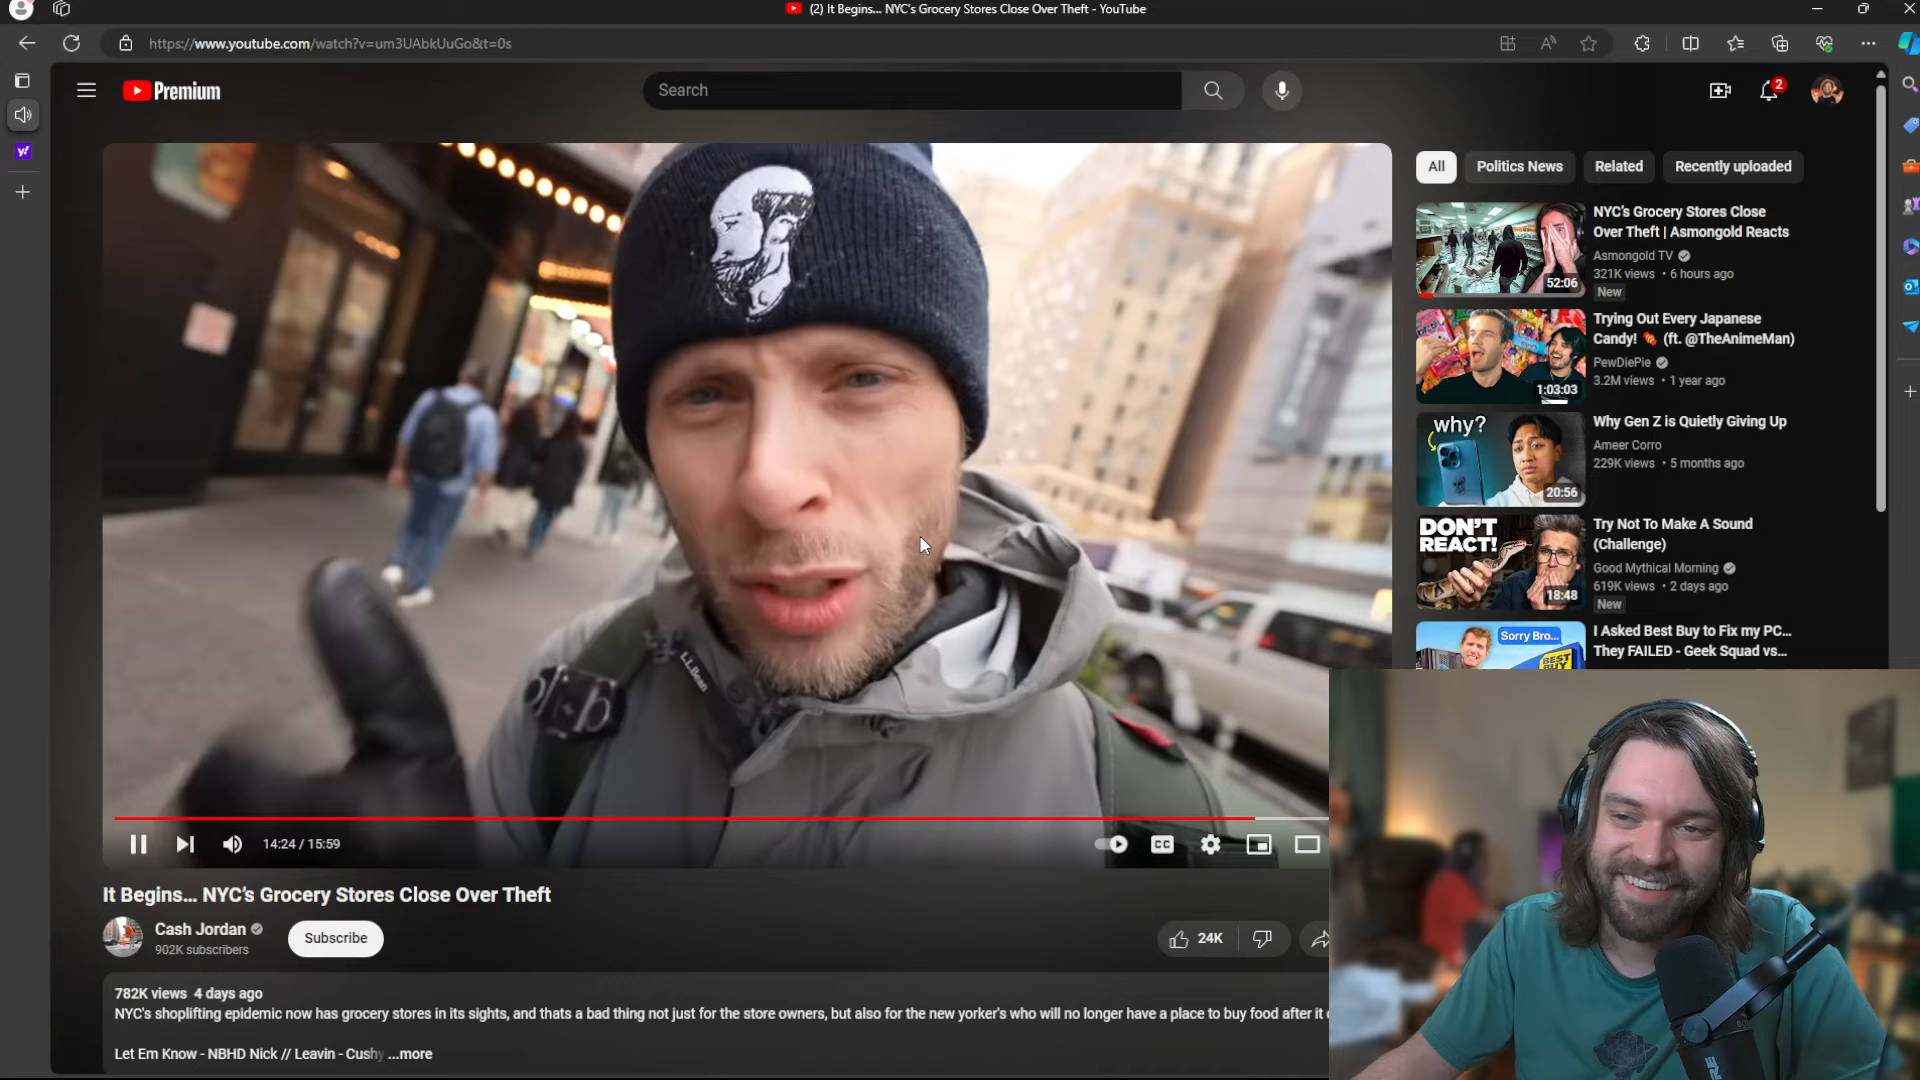 (2) It Begins... NYC's Grocery Stores Close Over Theft - YouTube
https://www.youtube.com/watch?v=um3UAbkUuGo&t=0s
Premium
Search
2
All
Politics News
Related
Recently uploaded
NYC's Grocery Stores Close
Over Theft | Asmongold Reacts
Asmongold TV
321K views • 6 hours ago
New
52:06
Trying Out Every Japanese
Candy! 🍬 (ft. @TheAnimeMan)
PewDiePie
3.2M views • 1 year ago
1:03:03
why?
Why Gen Z is Quietly Giving Up
Ameer Corro
229K views • 5 months ago
20:56
DON'T
REACT!
Try Not To Make A Sound
(Challenge)
Good Mythical Morning
619K views • 2 days ago
New
18:48
Sorry Bro...
BEST
BUY
I Asked Best Buy to Fix my PC...
They FAILED - Geek Squad vs...
L.L.Bean
14:24 / 15:59
CC
It Begins... NYC's Grocery Stores Close Over Theft
Cash Jordan
902K subscribers
Subscribe
24K
782K views 4 days ago
NYC's shoplifting epidemic now has grocery stores in its sights, and thats a bad thing not just for the store owners, but also for the new yorker's who will no longer have a place to buy food after it
Let Em Know - NBHD Nick // Leavin - Cushy ...more